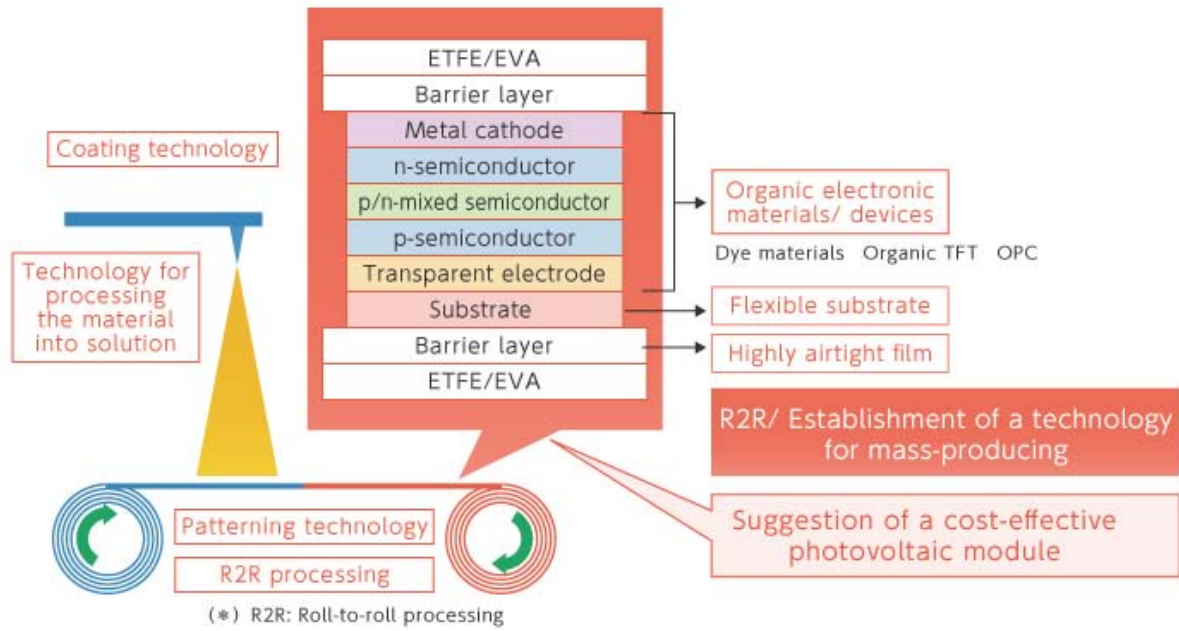 ETFE/EVA
Barrier layer
Metal cathode
n-semiconductor
p/n-mixed semiconductor
p-semiconductor
Transparent electrode
Substrate
Barrier layer
ETFE/EVA
Coating technology
Technology for
processing
the material
into solution
Organic electronic
materials/ devices
Dye materials Organic TFT OPC
Flexible substrate
Highly airtight film
R2R/ Establishment of a technology
for mass-producing
Suggestion of a cost-effective
photovoltaic module
Patterning technology
R2R processing
(*) R2R: Roll-to-roll processing